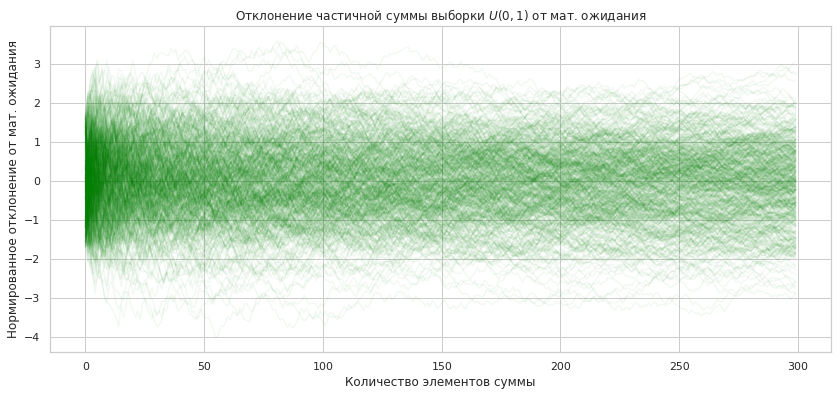 Отклонение частичной суммы выборки U(0, 1) от мат. ожидания
Нормированное отклонение от мат. ожидания
3
2
1
0
−1
−2
−3
−4
0 50 100 150 200 250 300
Количество элементов суммы